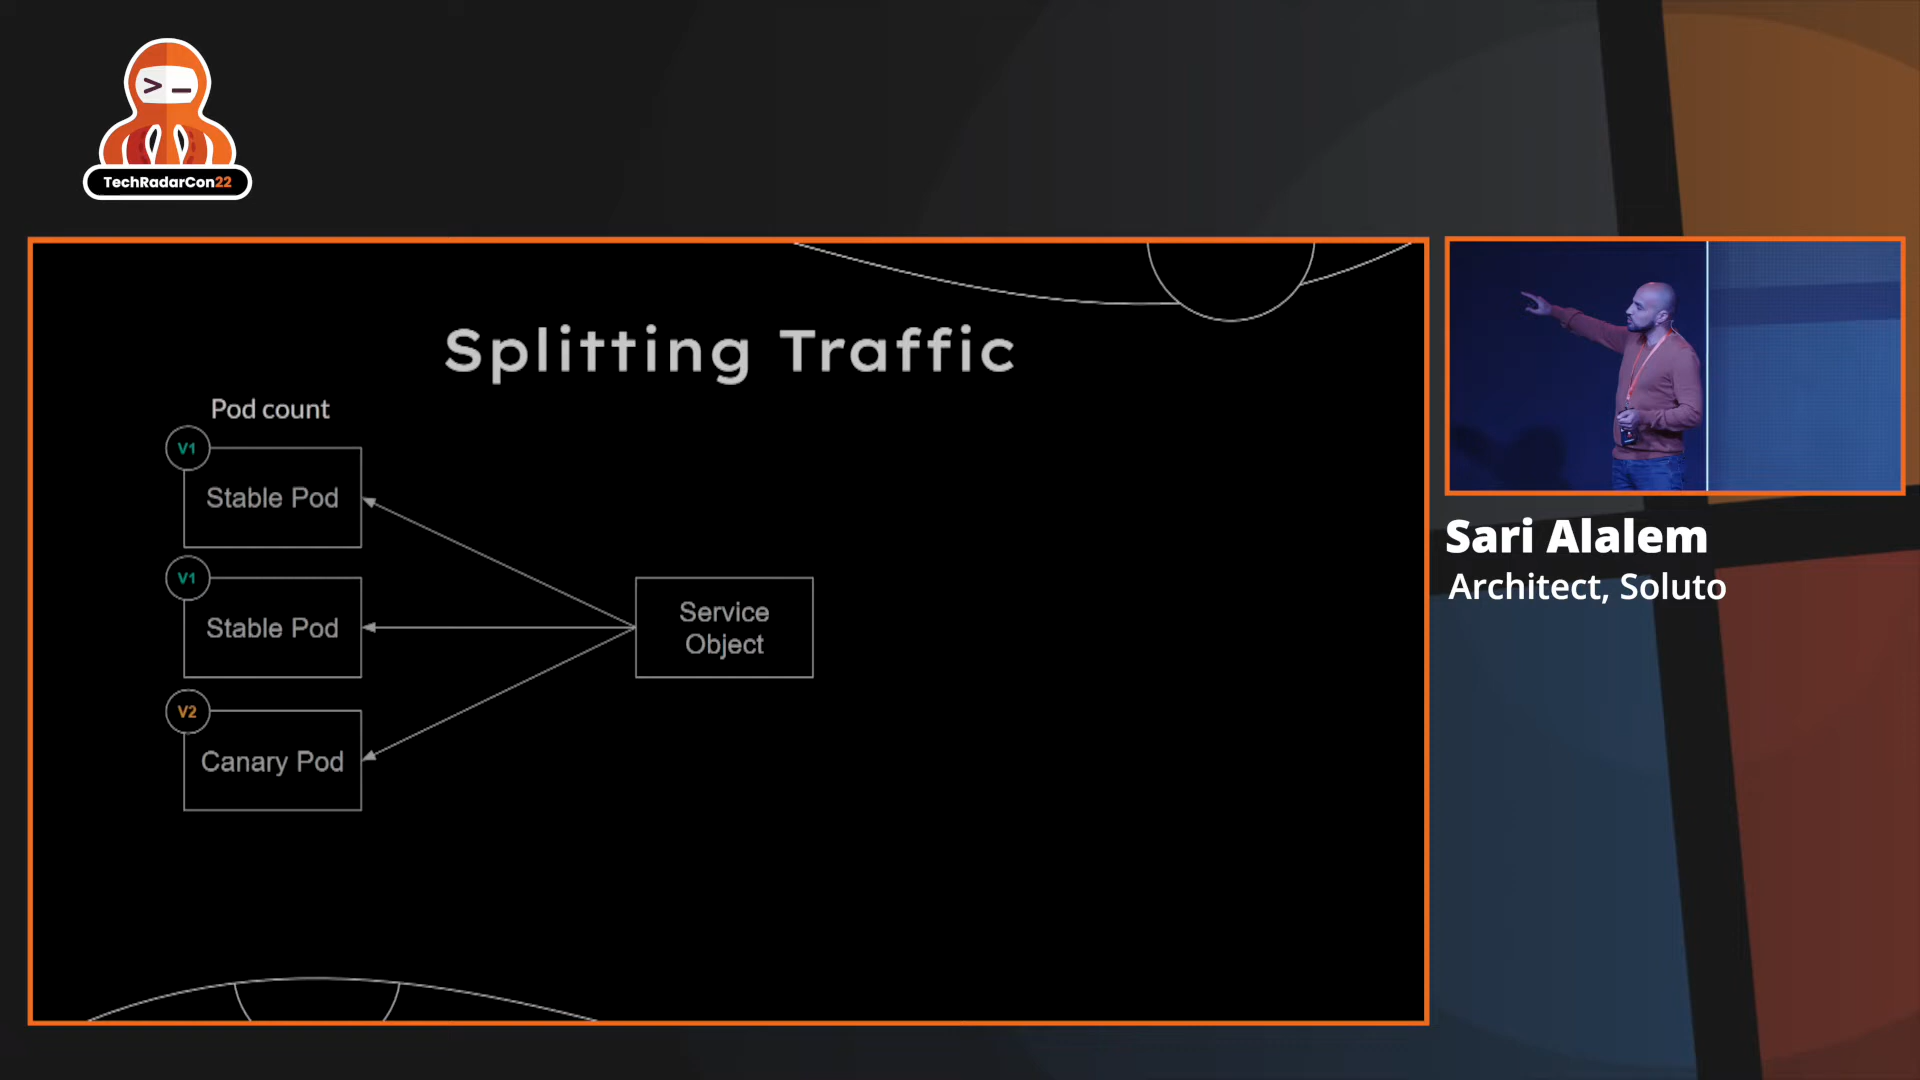 >_
TechRadarCon22
Splitting Traffic
Pod count
V1
Stable Pod
V1
Stable Pod
V2
Canary Pod
Service
Object
Sari Alalem
Architect, Soluto